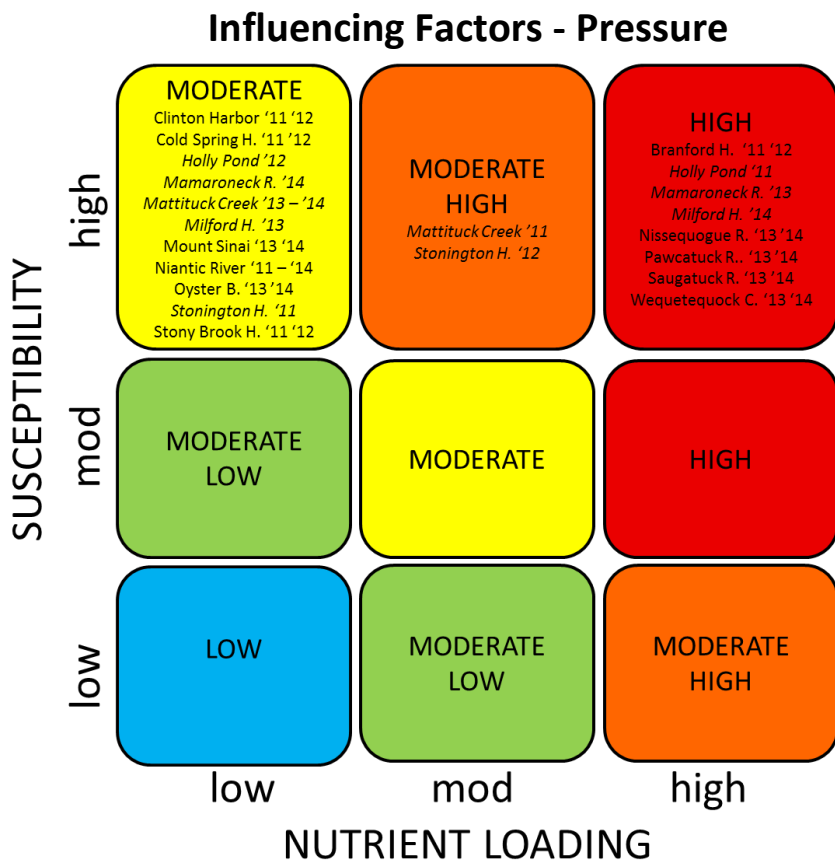 Influencing Factors - Pressure
SUSCEPTIBILITY
high
MODERATE
Clinton Harbor ‘11 ‘12
Cold Spring H. ‘11 ’12
Holly Pond ’12
Mamaroneck R. ’14
Mattituck Creek ’13 – ’14
Milford H. ’13
Mount Sinai ’13 ’14
Niantic River ’11 – ‘14
Oyster B. ‘13 ’14
Stonington H. ‘11
Stony Brook H. ‘11 ‘12
MODERATE
HIGH
Mattituck Creek ’11
Stonington H. ‘12
HIGH
Branford H. ‘11 ‘12
Holly Pond ‘11
Mamaroneck R. ’13
Milford H. ’14
Nissequogue R. ‘13 ’14
Pawcatuck R.. ‘13 ’14
Saugatuck R. ‘13 ’14
Wequetequock C. ‘13 ’14
mod
MODERATE
LOW
MODERATE
HIGH
low
LOW
MODERATE
LOW
MODERATE
HIGH
low
mod
high
NUTRIENT LOADING